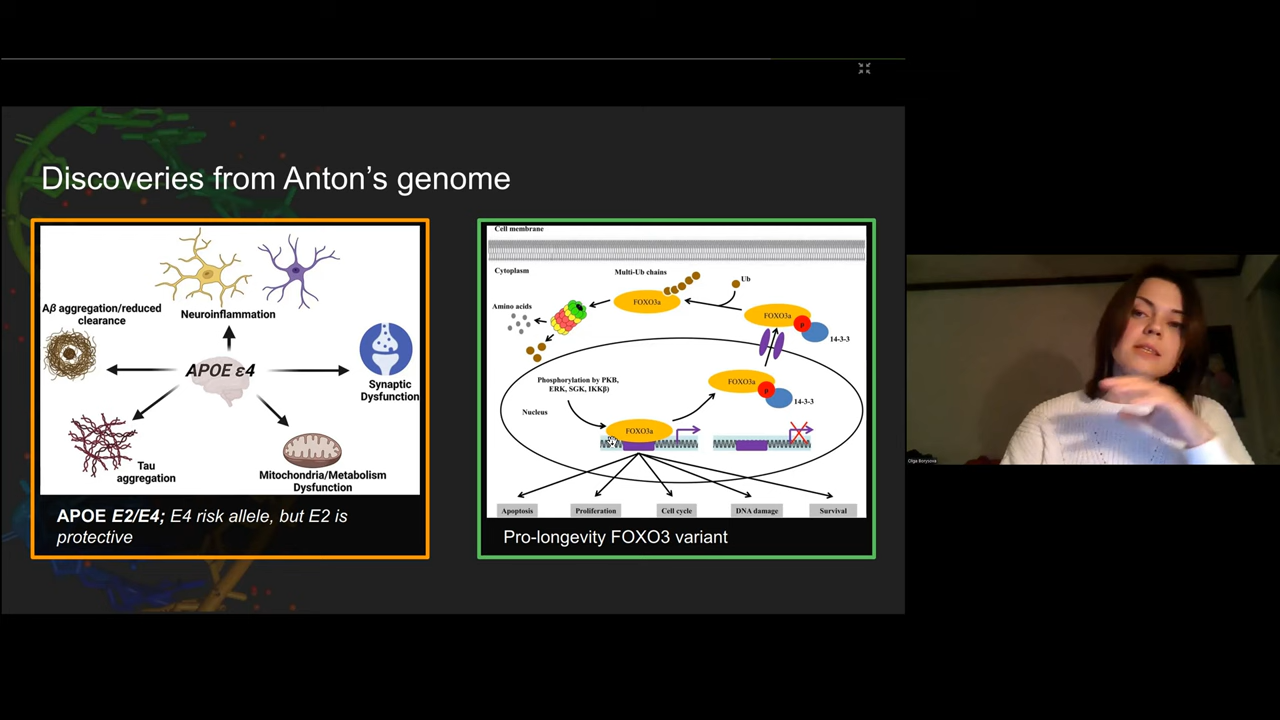 Discoveries from Anton's genome
Aβ aggregation/reduced
clearance
Neuroinflammation
APOE ε4
Synaptic
Dysfunction
Tau
aggregation
Mitochondria/Metabolism
Dysfunction
APOE E2/E4; E4 risk allele, but E2 is
protective
Cell membrane
Cytoplasm
Multi-Ub chains
Ub
Amino acids
FOXO3a
FOXO3a
P
14-3-3
Phosphorylation by PKB,
ERK, SGK, IKKβ)
FOXO3a
P
14-3-3
Nucleus
FOXO3a
Apoptosis
Proliferation
Cell cycle
DNA damage
Survival
Pro-longevity FOXO3 variant
Olga Borysova